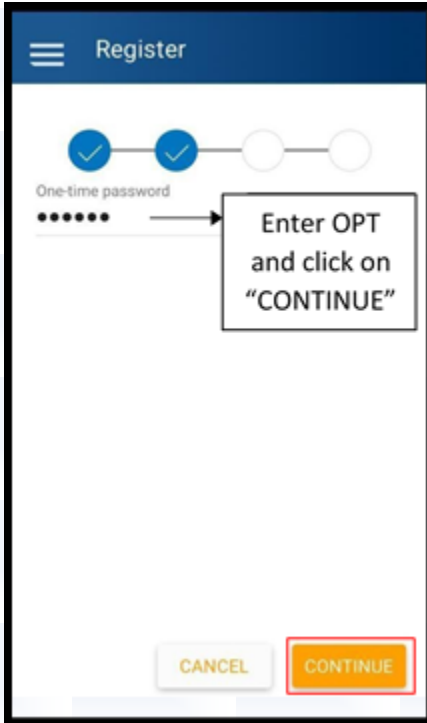 Register
One-time password
••••••
Enter OPT
and click on
“CONTINUE”
CANCEL
CONTINUE